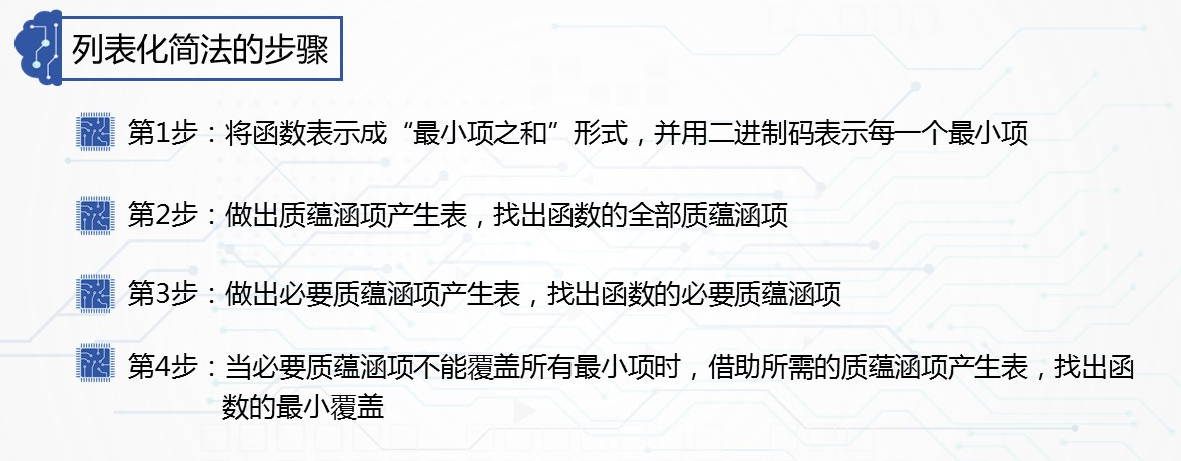 列表化简法的步骤
第1步：将函数表示成“最小项之和”形式，并用二进制码表示每一个最小项
第2步：做出质蕴涵项产生表，找出函数的全部质蕴涵项
第3步：做出必要质蕴涵项产生表，找出函数的必要质蕴涵项
第4步：当必要质蕴涵项不能覆盖所有最小项时，借助所需的质蕴涵项产生表，找出函
数的最小覆盖